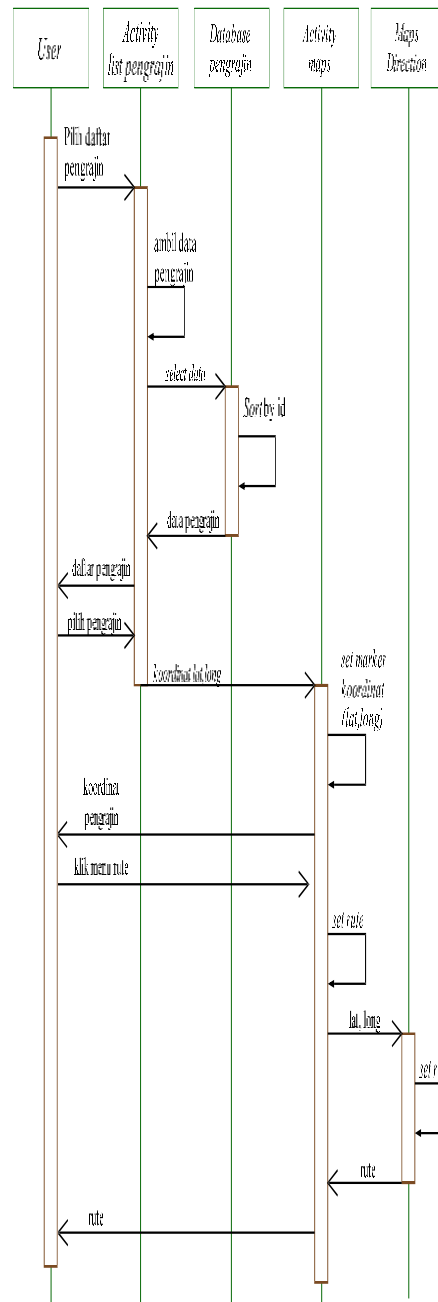 User
Activity
list pengrajin
Database
pengrajin
Activity
maps
Maps
Direction
Pilih daftar
pengrajin
ambil data
pengrajin
select data
Sort by id
data pengrajin
daftar pengrajin
pilih pengrajin
koordinat lat,long
set marker
koordinat
(lat,long)
koordinat
pengrajin
klik menu rute
set rute
lat, long
set r
rute
rute